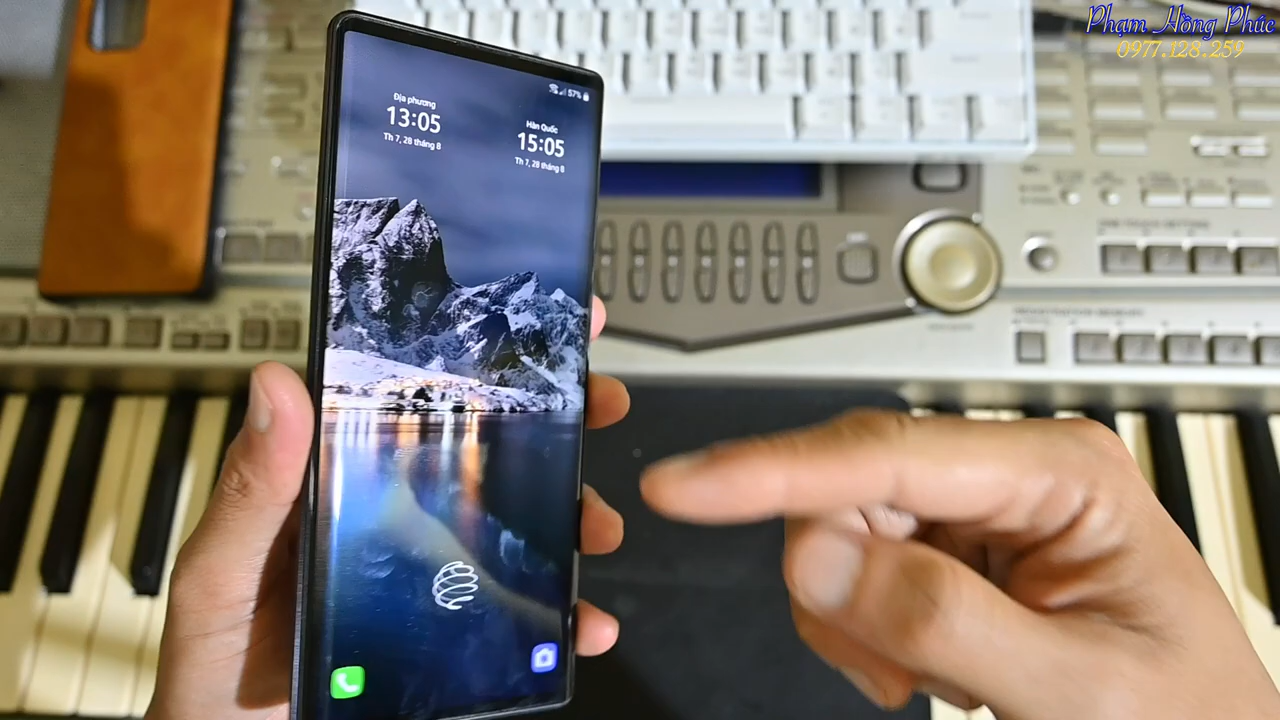 Phạm Hồng Phúc
0977.128.259
57%
Địa phương
13:05
Th 7, 28 tháng 8
Hàn Quốc
15:05
Th 7, 28 tháng 8